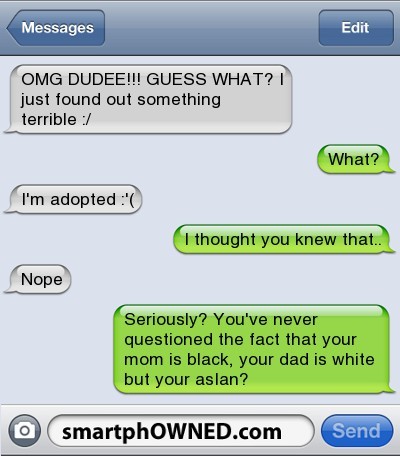 Messages
Edit
OMG DUDEE!!! GUESS WHAT? I
just found out something
terrible :/
What?
I'm adopted :'(
I thought you knew that..
Nope
Seriously? You've never
questioned the fact that your
mom is black, your dad is white
but your aslan?
smartphOWNED.com
Send